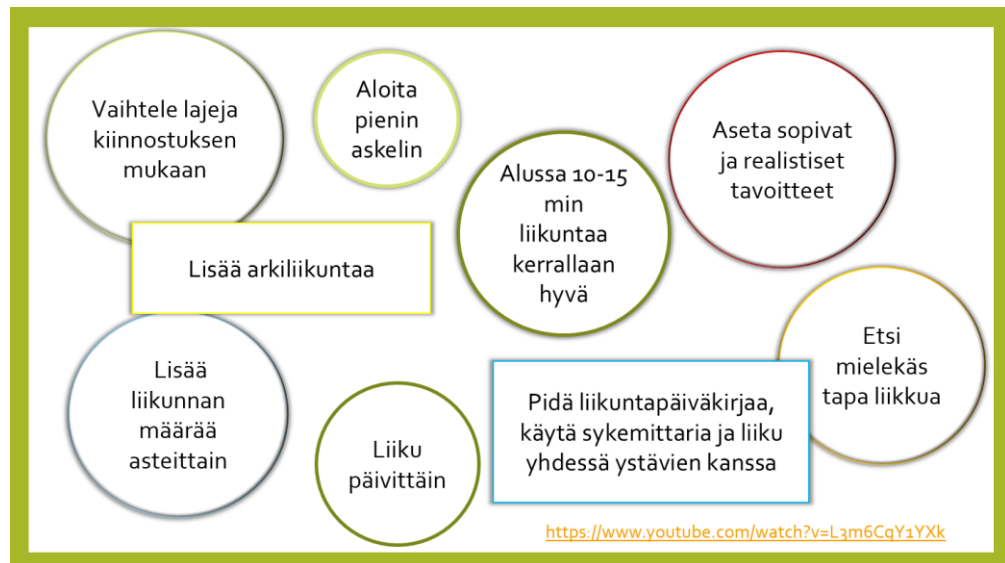 Vaihtele lajeja
kiinnostuksen
mukaan
Aloita
pienin
askelin
Alussa 10-15
min
liikuntaa
kerrallaan
hyvä
Aseta sopivat
ja realistiset
tavoitteet
Lisää arkiliikuntaa
Lisää
liikunnan
määrää
asteittain
Liiku
päivittäin
Pidä liikuntapäiväkirjaa,
käytä sykemittaria ja liiku
yhdessä ystävien kanssa
Etsi
mielekäs
tapa liikkua
https://www.youtube.com/watch?v=L3m6CqY1YXk